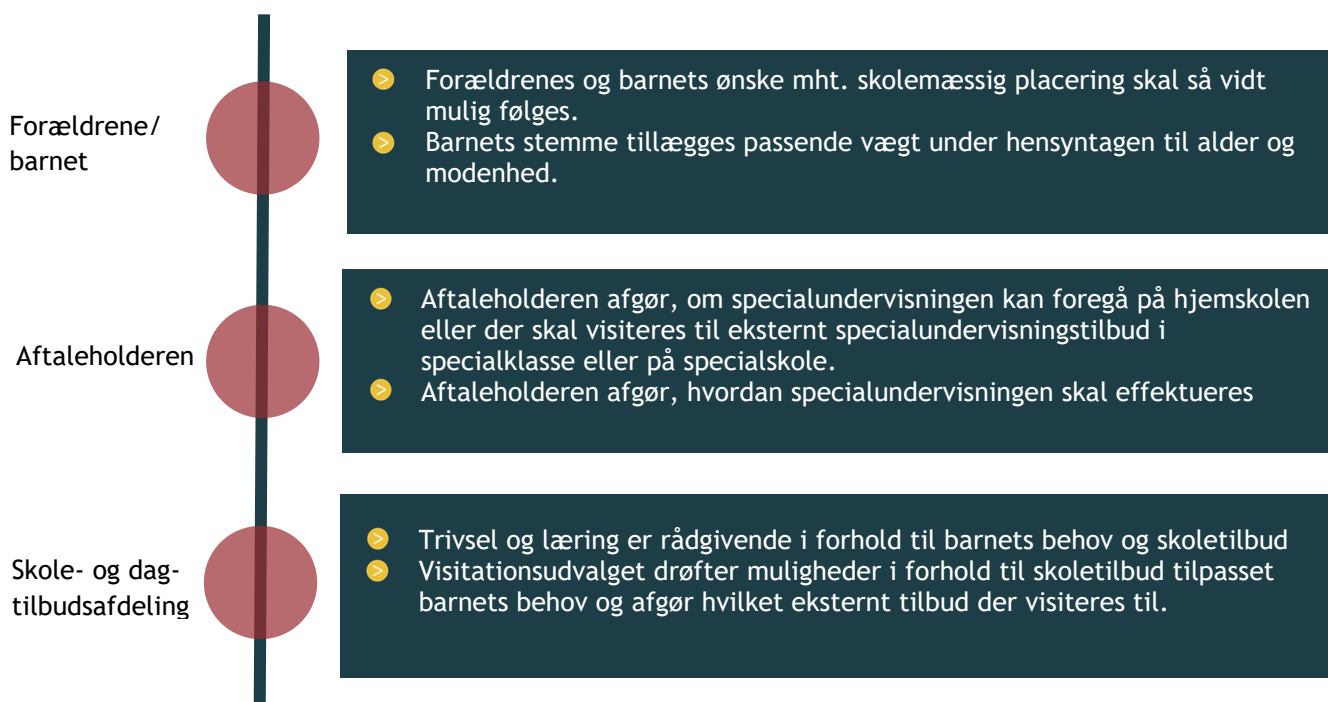 Forældrene/
barnet
> Forældrenes og barnets ønske mht. skolemæssig placering skal så vidt
mulig følges.
> Barnets stemme tillægges passende vægt under hensyntagen til alder og
modenhed.
Aftaleholderen
> Aftaleholderen afgør, om specialundervisningen kan foregå på hjemskolen
eller der skal visiteres til eksternt specialundervisningstilbud i
specialklasse eller på specialskole.
> Aftaleholderen afgør, hvordan specialundervisningen skal effektueres
Skole- og dag-
tilbudsafdeling
> Trivsel og læring er rådgivende i forhold til barnets behov og skoletilbud
> Visitationsudvalget drøfter muligheder i forhold til skoletilbud tilpasset
barnets behov og afgør hvilket eksternt tilbud der visiteres til.